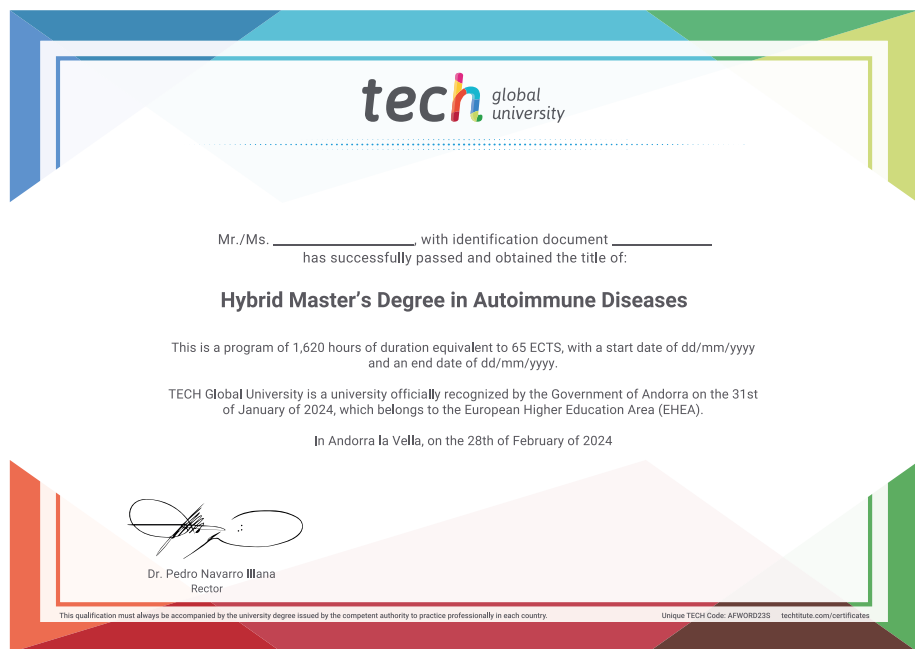 tech global
university
Mr./Ms. ________________, with identification document ____________
has successfully passed and obtained the title of:
Hybrid Master's Degree in Autoimmune Diseases
This is a program of 1,620 hours of duration equivalent to 65 ECTS, with a start date of dd/mm/yyyy
and an end date of dd/mm/yyyy.
TECH Global University is a university officially recognized by the Government of Andorra on the 31st
of January of 2024, which belongs to the European Higher Education Area (EHEA).
In Andorra la Vella, on the 28th of February of 2024
Dr. Pedro Navarro Illana
Rector
This qualification must always be accompanied by the university degree issued by the competent authority to practice professionally in each country.
Unique TECH Code: AFWORD23S techtitute.com/certificates